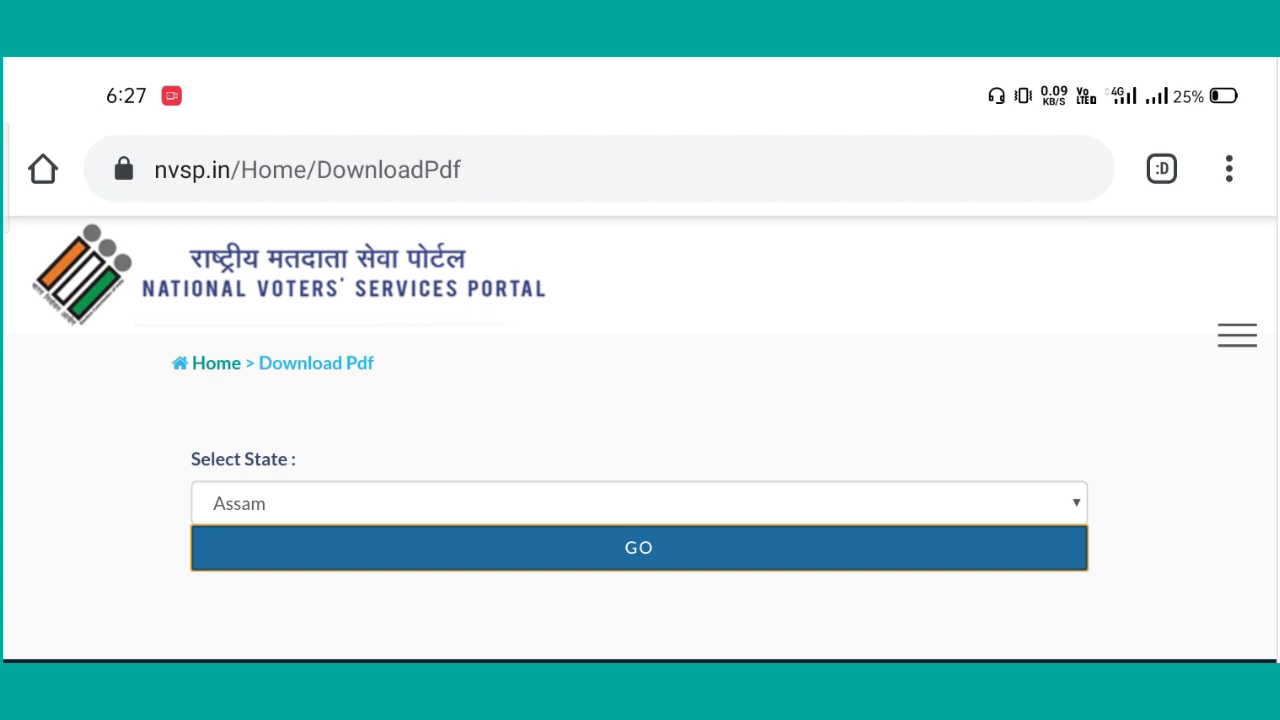 6:27
0.09 KB/S Vo LTE 4G 25%
nvsp.in/Home/DownloadPdf
:D
राष्ट्रीय मतदाता सेवा पोर्टल
NATIONAL VOTERS' SERVICES PORTAL
Home > Download Pdf
Select State :
Assam
GO